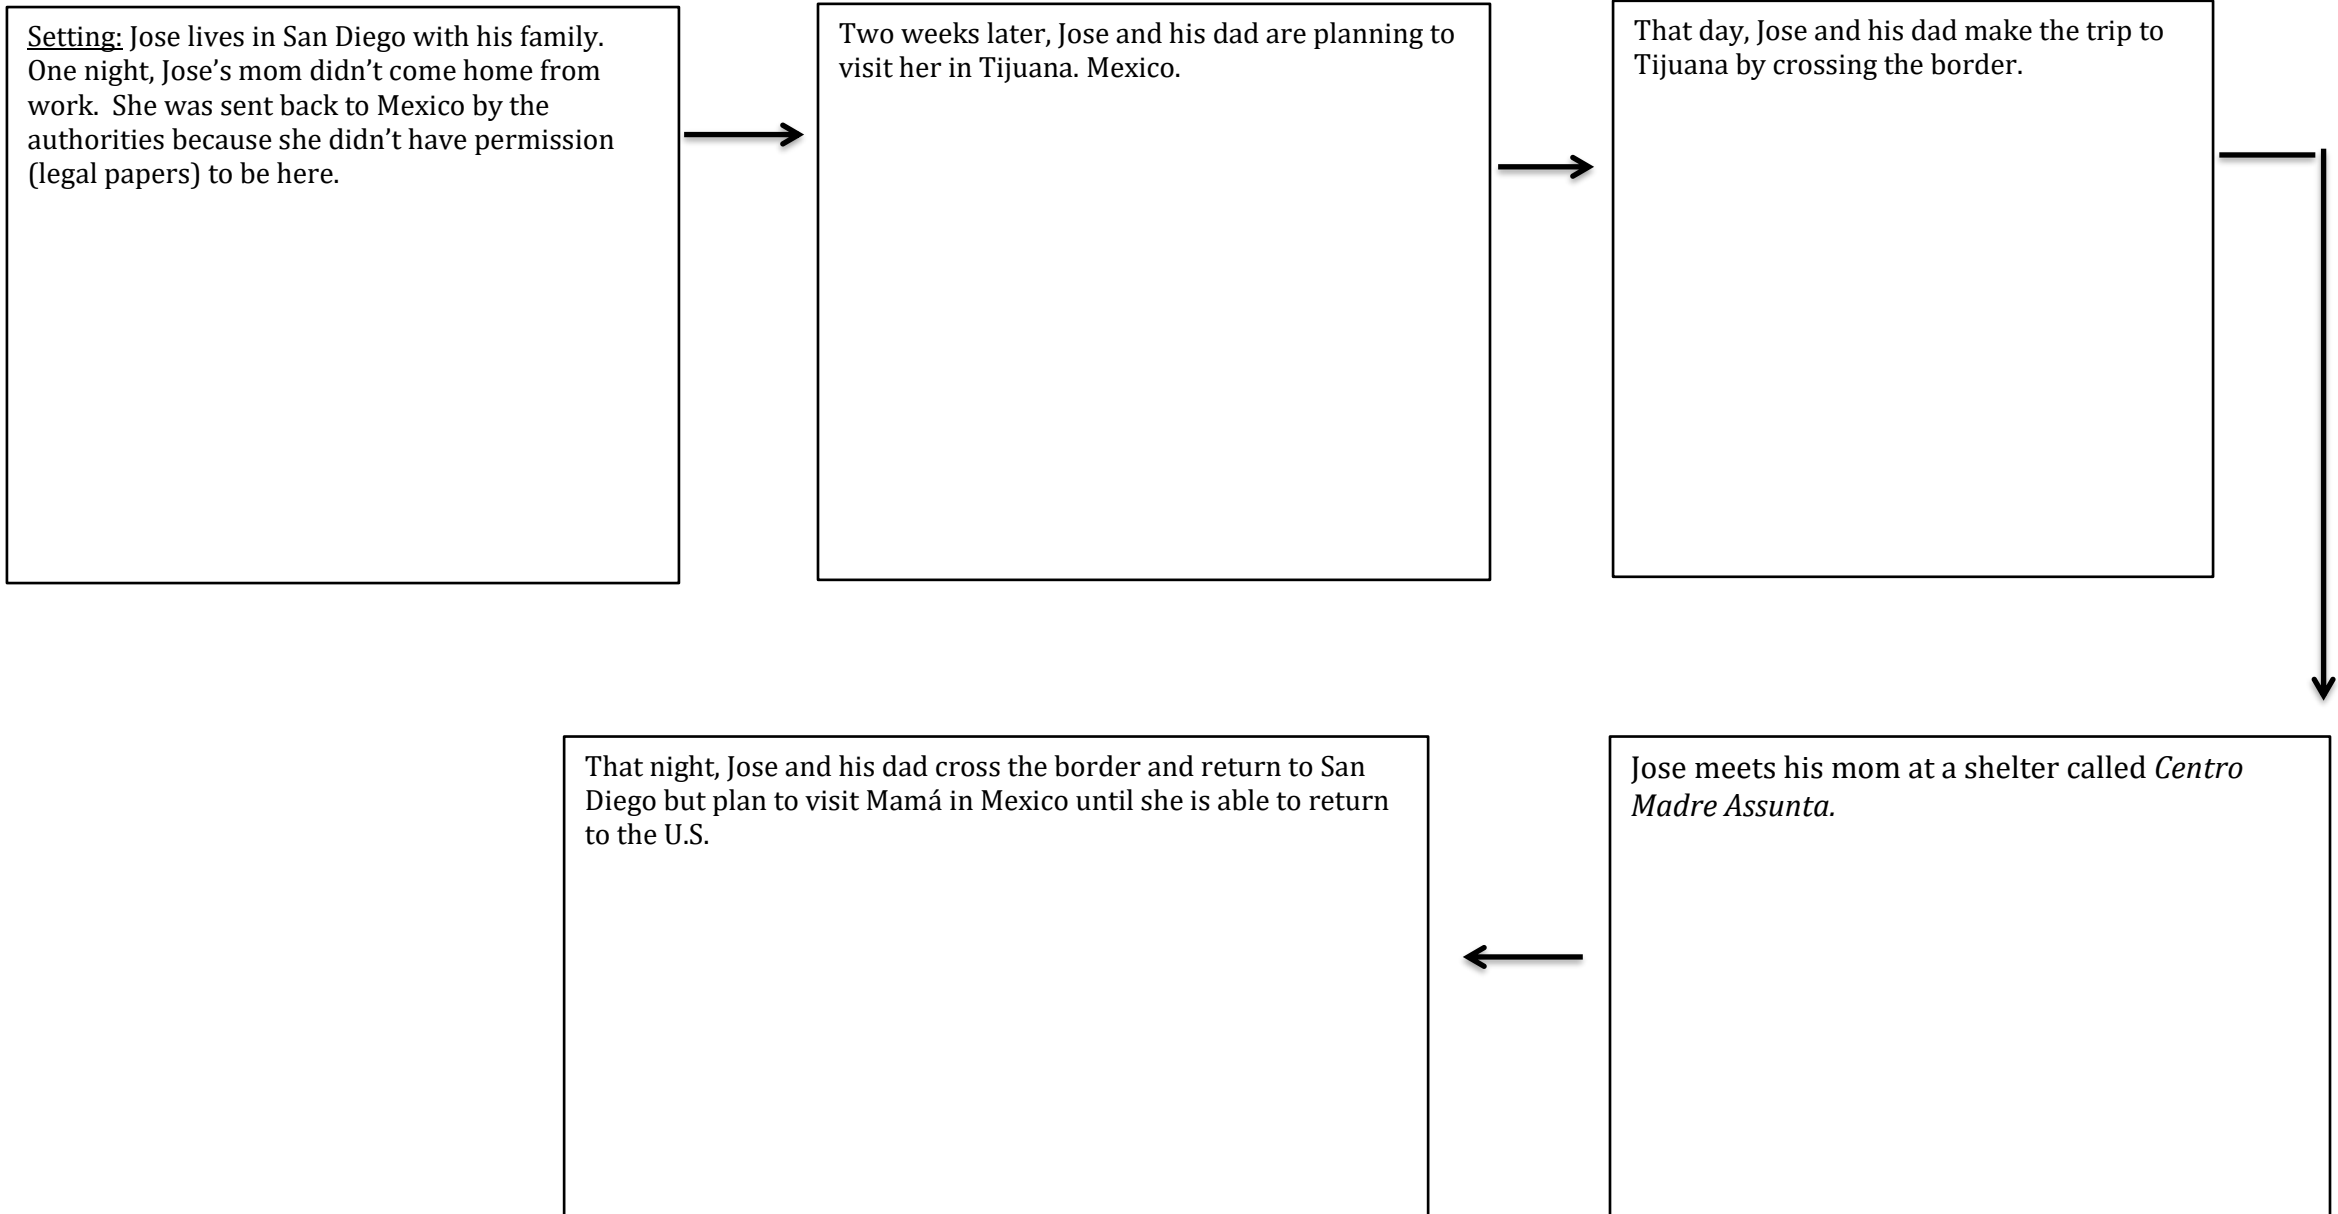 Setting: Jose lives in San Diego with his family.
One night, Jose’s mom didn’t come home from
work.  She was sent back to Mexico by the
authorities because she didn’t have permission
(legal papers) to be here.
Two weeks later, Jose and his dad are planning to
visit her in Tijuana. Mexico.
That day, Jose and his dad make the trip to
Tijuana by crossing the border.
Jose meets his mom at a shelter called Centro
Madre Assunta.
That night, Jose and his dad cross the border and return to San
Diego but plan to visit Mamá in Mexico until she is able to return
to the U.S.